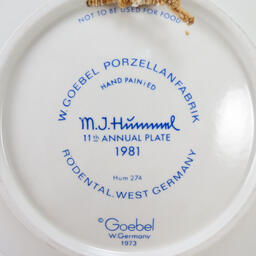 NOT TO BE USED FOR FOOD
W. GOEBEL PORZELLANFABRIK
HAND PAINTED
M.J.Hummel
11th ANNUAL PLATE
1981
Hum 274
RODENTAL. WEST GERMANY
©Goebel
W.Germany
1973